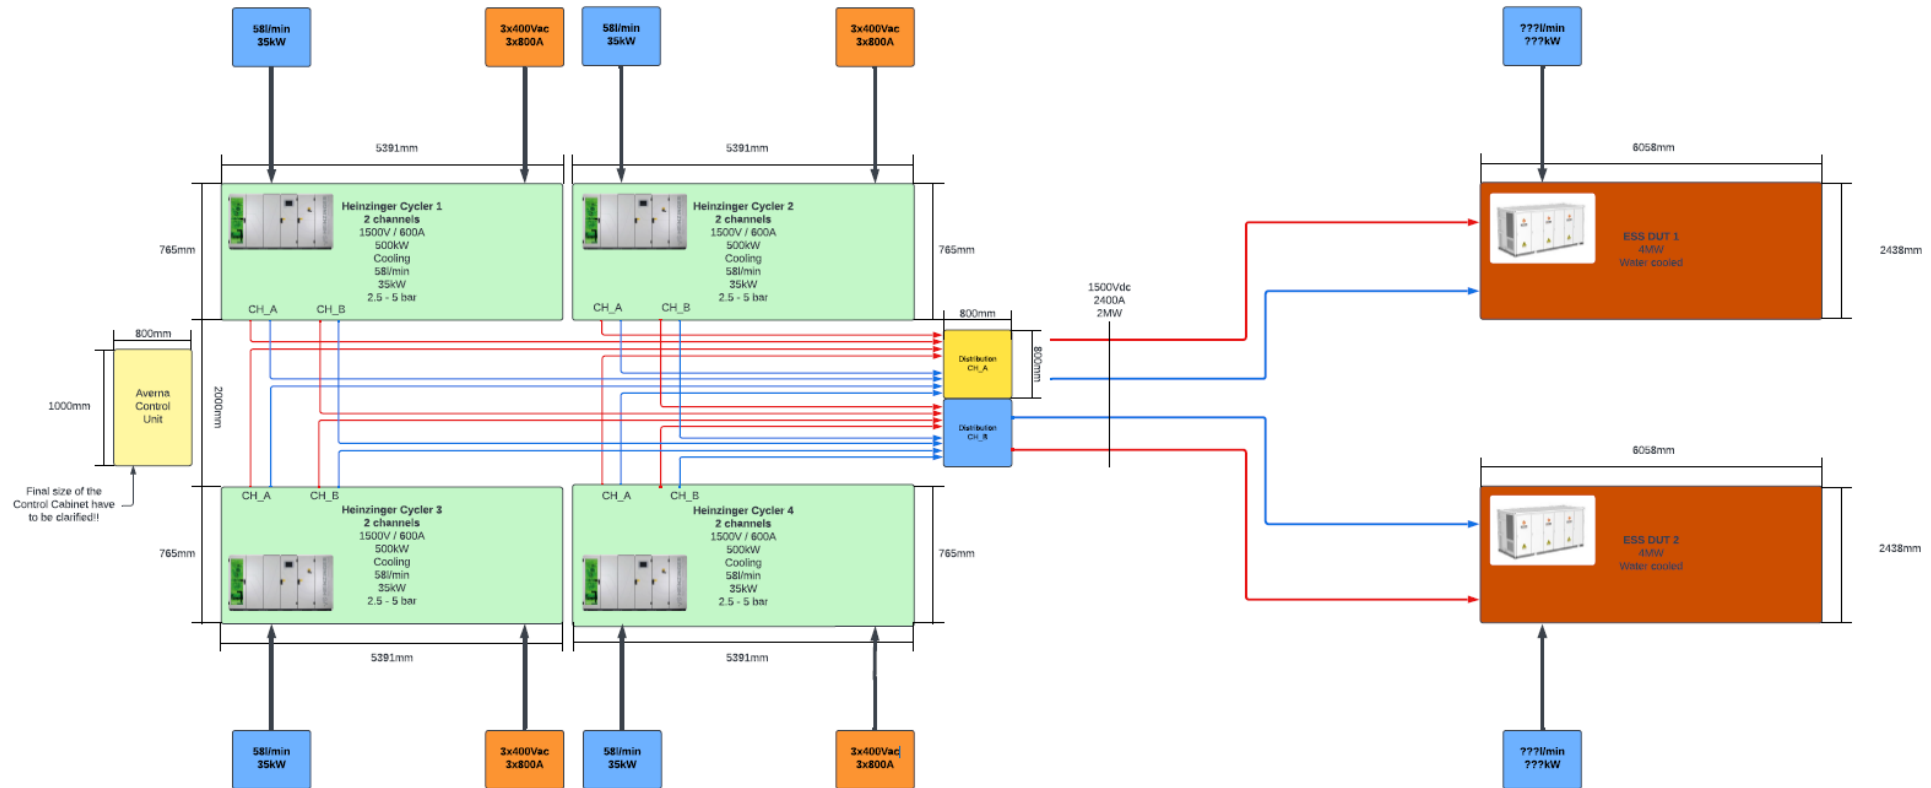 58l/min
35kW
3x400Vac
3x800A
58l/min
35kW
3x400Vac
3x800A
???l/min
???kW
5391mm
5391mm
6058mm
Heinzinger Cycler 1
2 channels
1500V / 600A
500kW
Cooling
58l/min
35kW
2.5 - 5 bar
CH_A
CH_B
765mm
Heinzinger Cycler 2
2 channels
1500V / 600A
500kW
Cooling
58l/min
35kW
2.5 - 5 bar
CH_A
CH_B
765mm
ESS DUT 1
4MW
Water cooled
2438mm
1500Vdc
2400A
2MW
800mm
800mm
800mm
Distribution
CH_A
Distribution
CH_B
1000mm
Averna
Control
Unit
2000mm
Final size of the
Control Cabinet have
to be clarified!!
6058mm
CH_A
CH_B
Heinzinger Cycler 3
2 channels
1500V / 600A
500kW
Cooling
58l/min
35kW
2.5 - 5 bar
765mm
CH_A
CH_B
Heinzinger Cycler 4
2 channels
1500V / 600A
500kW
Cooling
58l/min
35kW
2.5 - 5 bar
765mm
ESS DUT 2
4MW
Water cooled
2438mm
5391mm
5391mm
58l/min
35kW
3x400Vac
3x800A
58l/min
35kW
3x400Vac
3x800A
???l/min
???kW